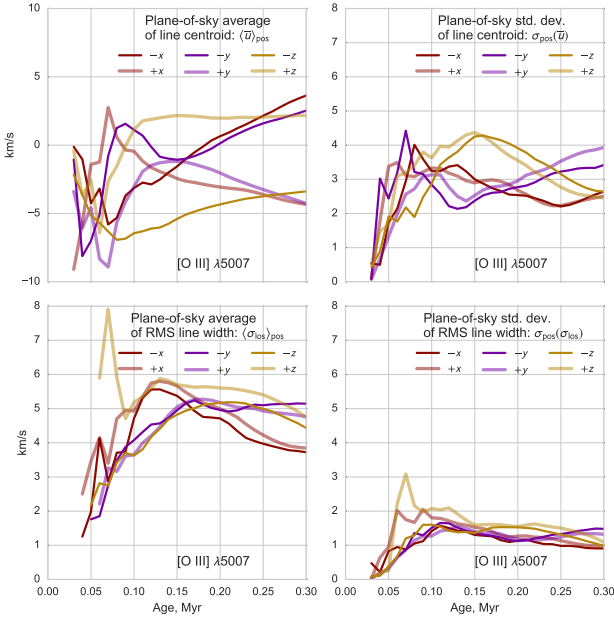 Plane-of-sky average
of line centroid: ⟨u̅⟩pos
−x −y −z
+x +y +z
10
5
0
−5
−10
km/s
[O III] λ5007
Plane-of-sky std. dev.
of line centroid: σpos(u̅)
−x −y −z
+x +y +z
8
7
6
5
4
3
2
1
0
[O III] λ5007
Plane-of-sky average
of RMS line width: ⟨σlos⟩pos
−x −y −z
+x +y +z
8
7
6
5
4
3
2
1
0
km/s
[O III] λ5007
0.00 0.05 0.10 0.15 0.20 0.25 0.30
Age, Myr
Plane-of-sky std. dev.
of RMS line width: σpos(σlos)
−x −y −z
+x +y +z
8
7
6
5
4
3
2
1
0
[O III] λ5007
0.00 0.05 0.10 0.15 0.20 0.25 0.30
Age, Myr